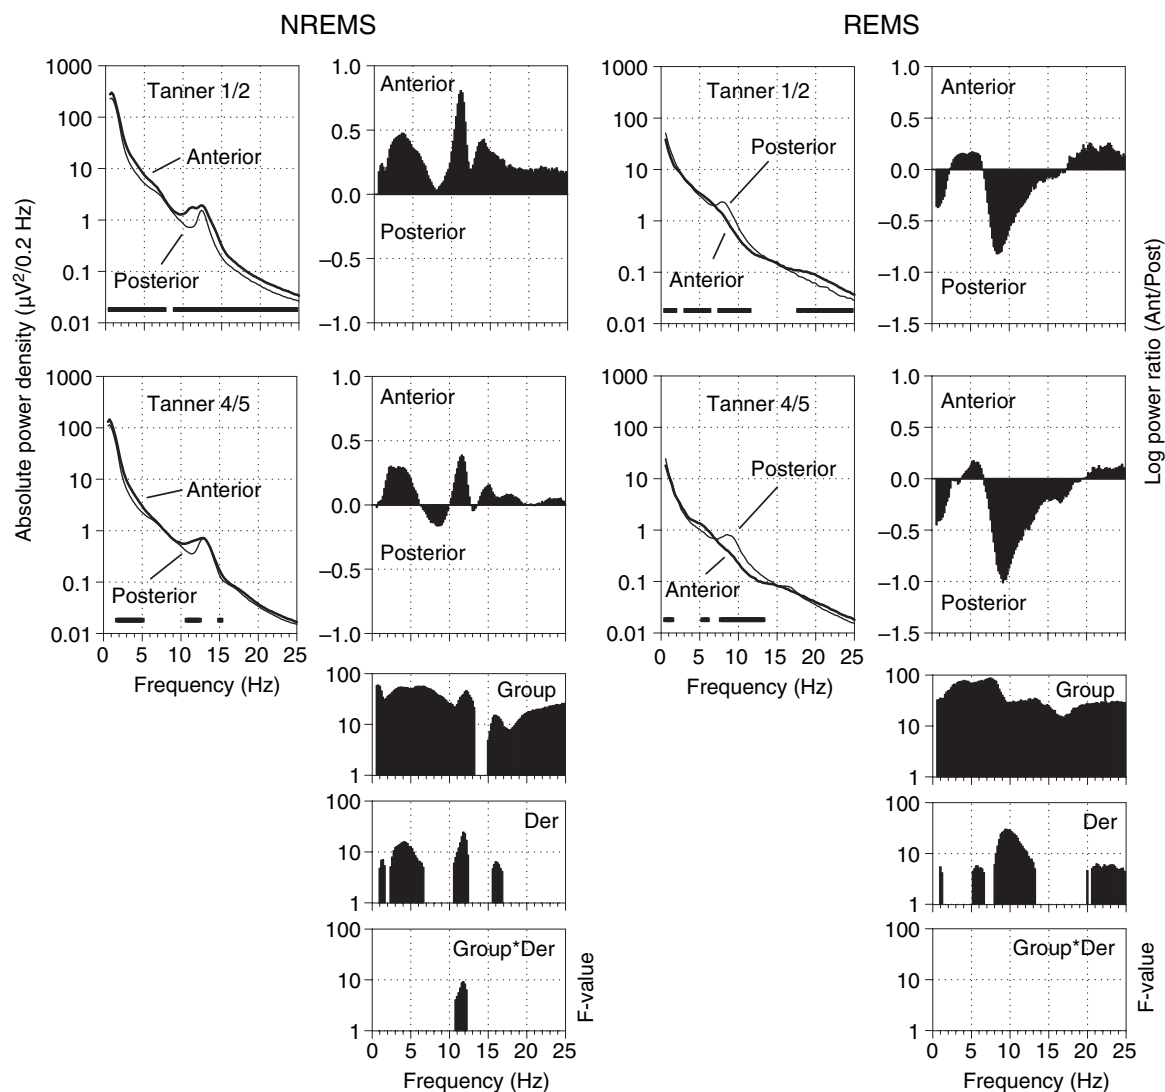 NREMS
REMS
Absolute power density (µV²/0.2 Hz)
1000
100
10
1
0.1
0.01
Tanner 1/2
Anterior
Posterior
1.0
0.5
0.0
−0.5
−1.0
Anterior
Posterior
1000
100
10
1
0.1
0.01
Tanner 1/2
Posterior
Anterior
1.0
0.5
0.0
−0.5
−1.0
−1.5
Anterior
Posterior
Log power ratio (Ant/Post)
1000
100
10
1
0.1
0.01
Tanner 4/5
Anterior
Posterior
0 5 10 15 20 25
Frequency (Hz)
1.0
0.5
0.0
−0.5
−1.0
Anterior
Posterior
1000
100
10
1
0.1
0.01
Tanner 4/5
Posterior
Anterior
0 5 10 15 20 25
Frequency (Hz)
1.0
0.5
0.0
−0.5
−1.0
−1.5
Anterior
Posterior
100
10
1
Group
100
10
1
Group
100
10
1
Der
100
10
1
Der
100
10
1
Group*Der
F-value
0 5 10 15 20 25
Frequency (Hz)
100
10
1
Group*Der
F-value
0 5 10 15 20 25
Frequency (Hz)